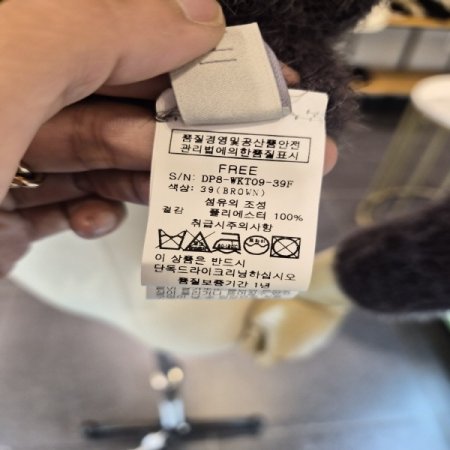 품질경영및공산품안전
관리법에의한품질표시
FREE
S/N: DP8-WKT09-39F
색상: 39(BROWN)
섬유의 조성
겉감 폴리에스터 100%
취급시주의사항
이 상품은 반드시
단독드라이크리닝하십시오
품질보증기간 1년